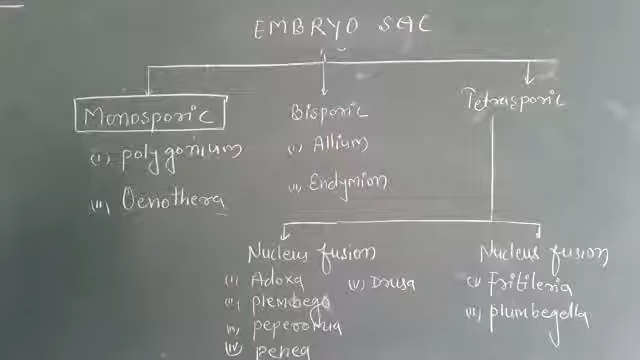 EMBRYO SAC
Monosporic
(i) polygonium
(ii) Oenothera
Bisporic
(i) Allium
(ii) Endymion
Tetrasporic
Nucleus fusion
(i) Adoxa
(ii) plembego
(iii) peperomia
(iv) penea
(v) Drusa
Nucleus fusion
(i) Fritileria
(ii) plumbegella